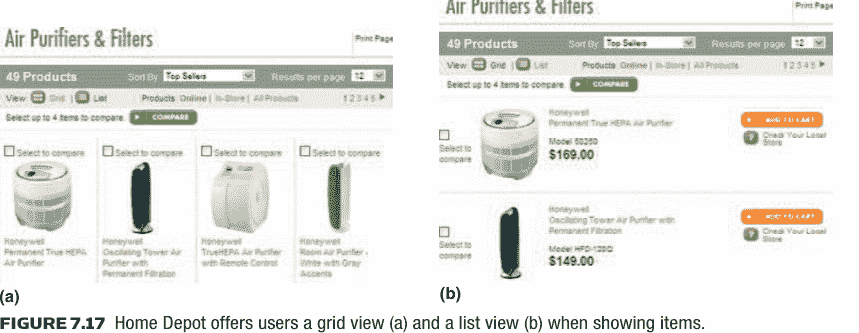 Air Purifiers & Filters
Print Page
49 Products Sort By Top Sellers Results per page 12
View Grid | List Products Online | In-Store | All Products 1 2 3 4 5
Select up to 4 items to compare COMPARE
Select to compare Select to compare Select to compare Select to compare
Honeywell Permanent True HEPA Air Purifier
Honeywell Oscillating Tower Air Purifier with Permanent Filtration
Honeywell TrueHEPA Air Purifier with Remote Control
Honeywell Room Air Purifier - White with Gray Accents
(a)
Air Purifiers & Filters
Print Page
49 Products Sort By Top Sellers Results per page 12
View Grid | List Products Online | In-Store | All Products 1 2 3 4 5
Select up to 4 items to compare COMPARE
Select to compare
Honeywell
Permanent True HEPA Air Purifier
Model 50250
$169.00
ADD TO CART
Check Your Local
Store
Select to compare
Honeywell
Oscillating Tower Air Purifier with
Permanent Filtration
$149.00
ADD TO CART
Check Your Local
Store
(b)
FIGURE 7.17 Home Depot offers users a grid view (a) and a list view (b) when showing items.